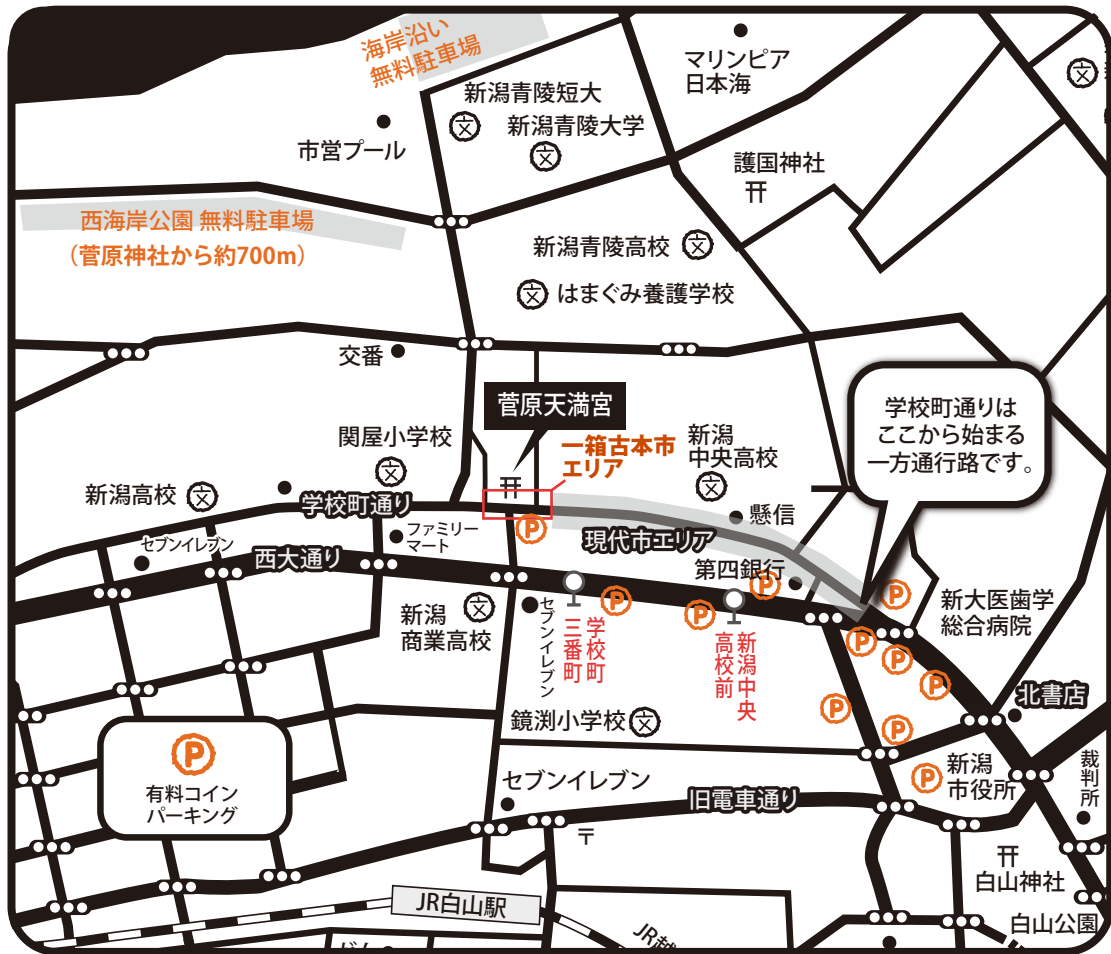 海岸沿い
無料駐車場
マリンピア
日本海
新潟青陵短大
新潟青陵大学
市営プール
護国神社
西海岸公園 無料駐車場
（菅原神社から約700m）
新潟青陵高校
はまぐみ養護学校
交番
菅原天満宮
学校町通りは
ここから始まる
一方通行路です。
関屋小学校
一箱古本市
エリア
新潟
中央高校
新潟高校
学校町通り
懸信
セブンイレブン
ファミリー
マート
現代市エリア
西大通り
第四銀行
新潟
商業高校
セブンイレブン
学校町
三番町
新潟中央
高校前
新大医歯学
総合病院
北書店
鏡渕小学校
P
有料コイン
パーキング
セブンイレブン
旧電車通り
新潟
市役所
裁判所
白山神社
JR白山駅
白山公園
JR越